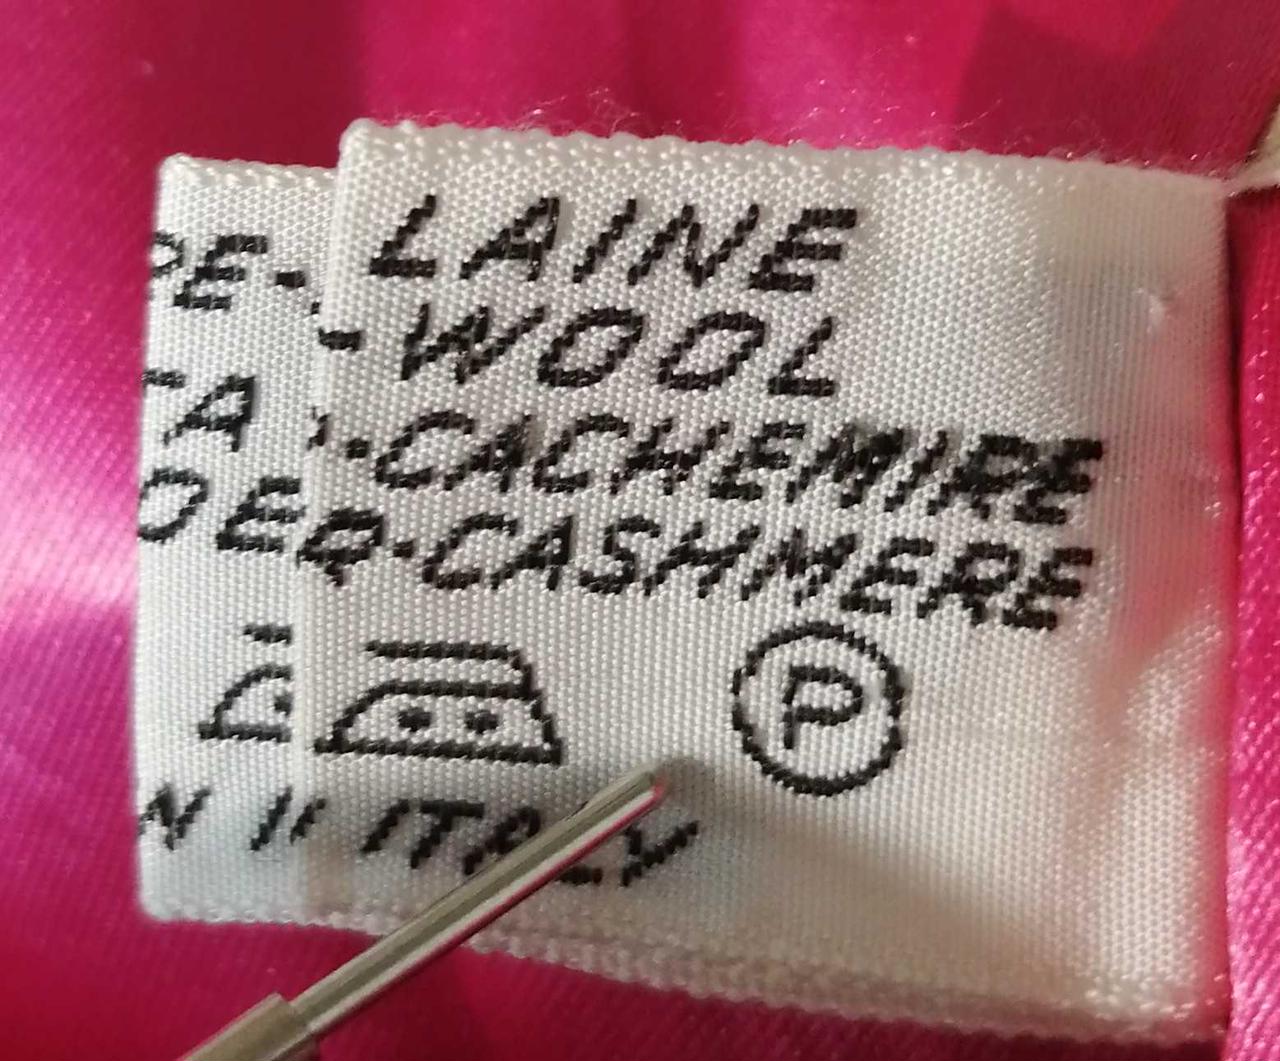 LAINE
-WOOL
-CACHEMIRE
R-CASHMERE
P
ITALY